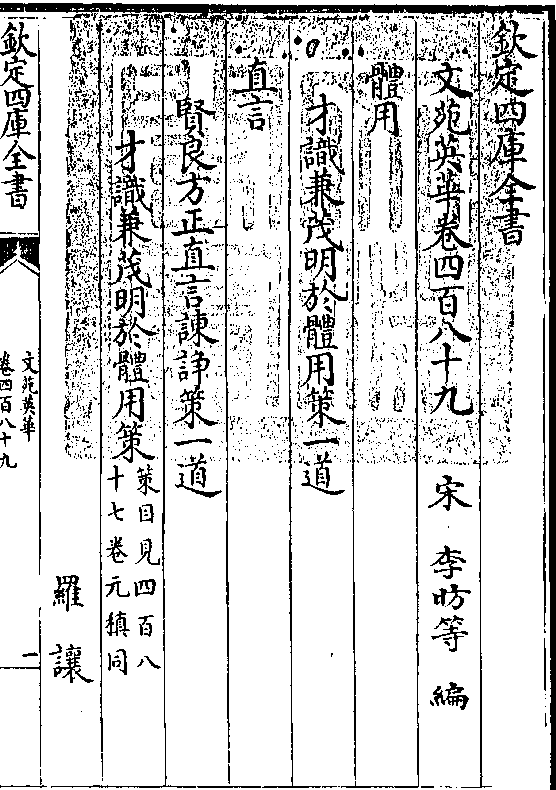 欽定四庫全書
文苑英華卷四百八十九
宋 李昉等 編
體用
才識兼茂明於體用策一道
直言
賢良方正直言諌諍策一道
才識兼茂明於體用策
策目見四百八
十七卷元稹同
羅讓
欽定四庫全書
文苑英華
卷四百八十九
一